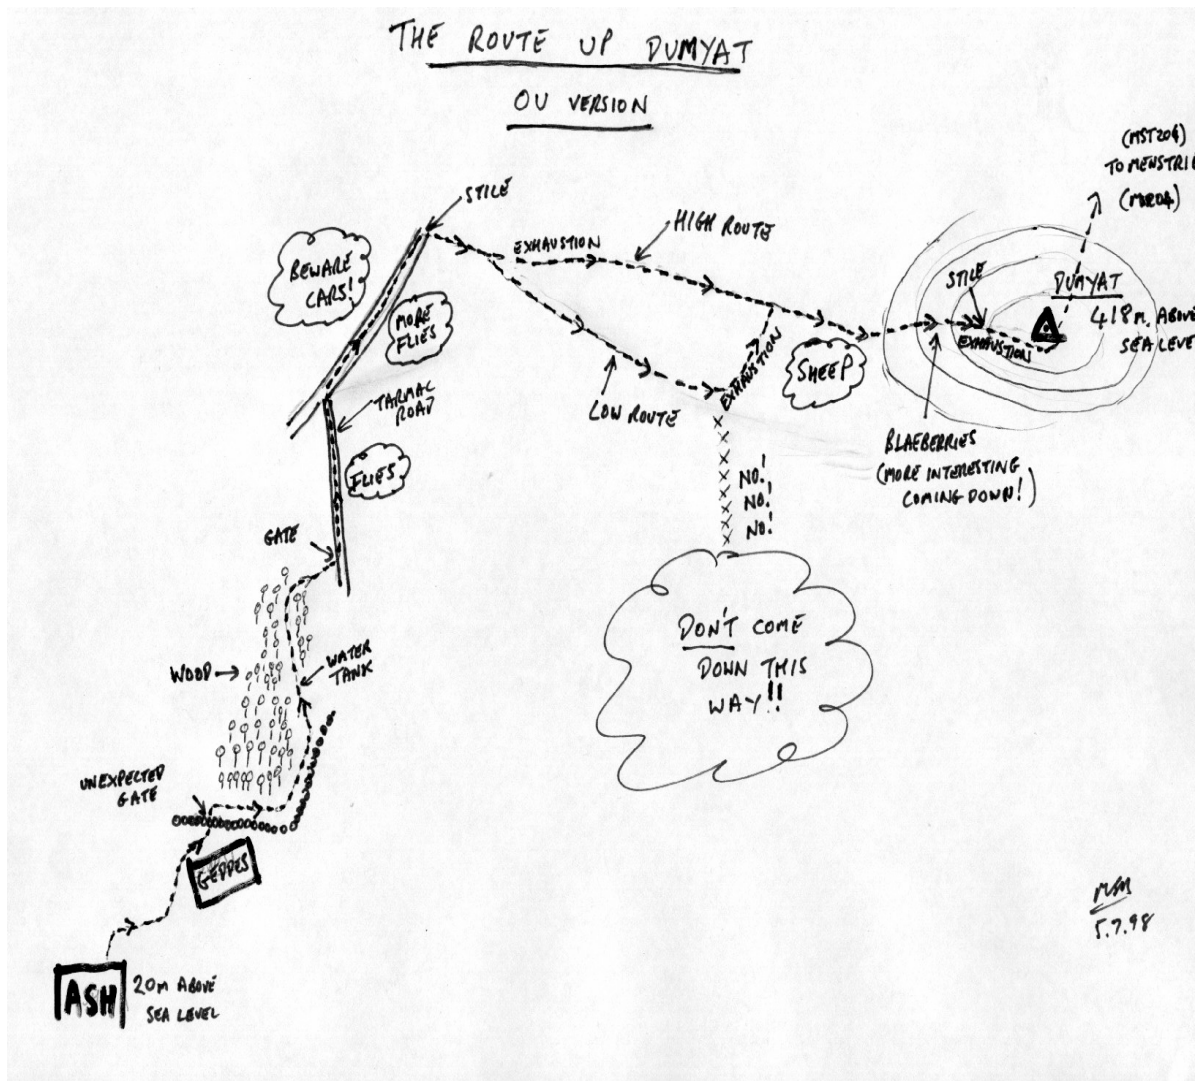 THE ROUTE UP DUMYAT
OU VERSION
(MST204)
TO MENSTRIE
STILE
HIGH ROUTE
EXHAUSTION
BEWARE
CARS!
MORE
FLIES
STILE
DUMYAT
418 M. ABOVE
SEA LEVEL
EXHAUSTION
EXHAUSTION
SHEEP
TARMAC
ROAD
LOW ROUTE
BLAEBERRIES
(MORE INTERESTING
COMING DOWN!)
FLIES
NO!
NO!
NO!
GATE
DON'T COME
DOWN THIS
WAY!!
WOOD
WATER
TANK
UNEXPECTED
GATE
GEDDES
5.7.98
ASH
20M ABOVE
SEA LEVEL